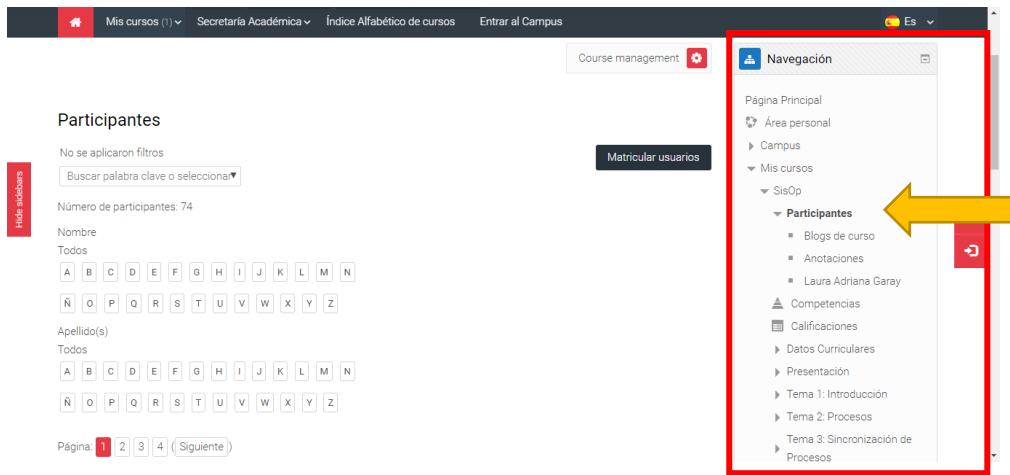 Mis cursos (1) Secretaría Académica Índice Alfabético de cursos Entrar al Campus Es
Course management
Participantes
No se aplicaron filtros
Matricular usuarios
Buscar palabra clave o seleccionar
Hide sidebars
Número de participantes: 74
Nombre
Todos
A B C D E F G H I J K L M N
Ñ O P Q R S T U V W X Y Z
Apellido(s)
Todos
A B C D E F G H I J K L M N
Ñ O P Q R S T U V W X Y Z
Página: 1 2 3 4 ( Siguiente )
Navegación
Página Principal
Área personal
Campus
Mis cursos
SisOp
Participantes
Blogs de curso
Anotaciones
Laura Adriana Garay
Competencias
Calificaciones
Datos Curriculares
Presentación
Tema 1: Introducción
Tema 2: Procesos
Tema 3: Sincronización de
Procesos